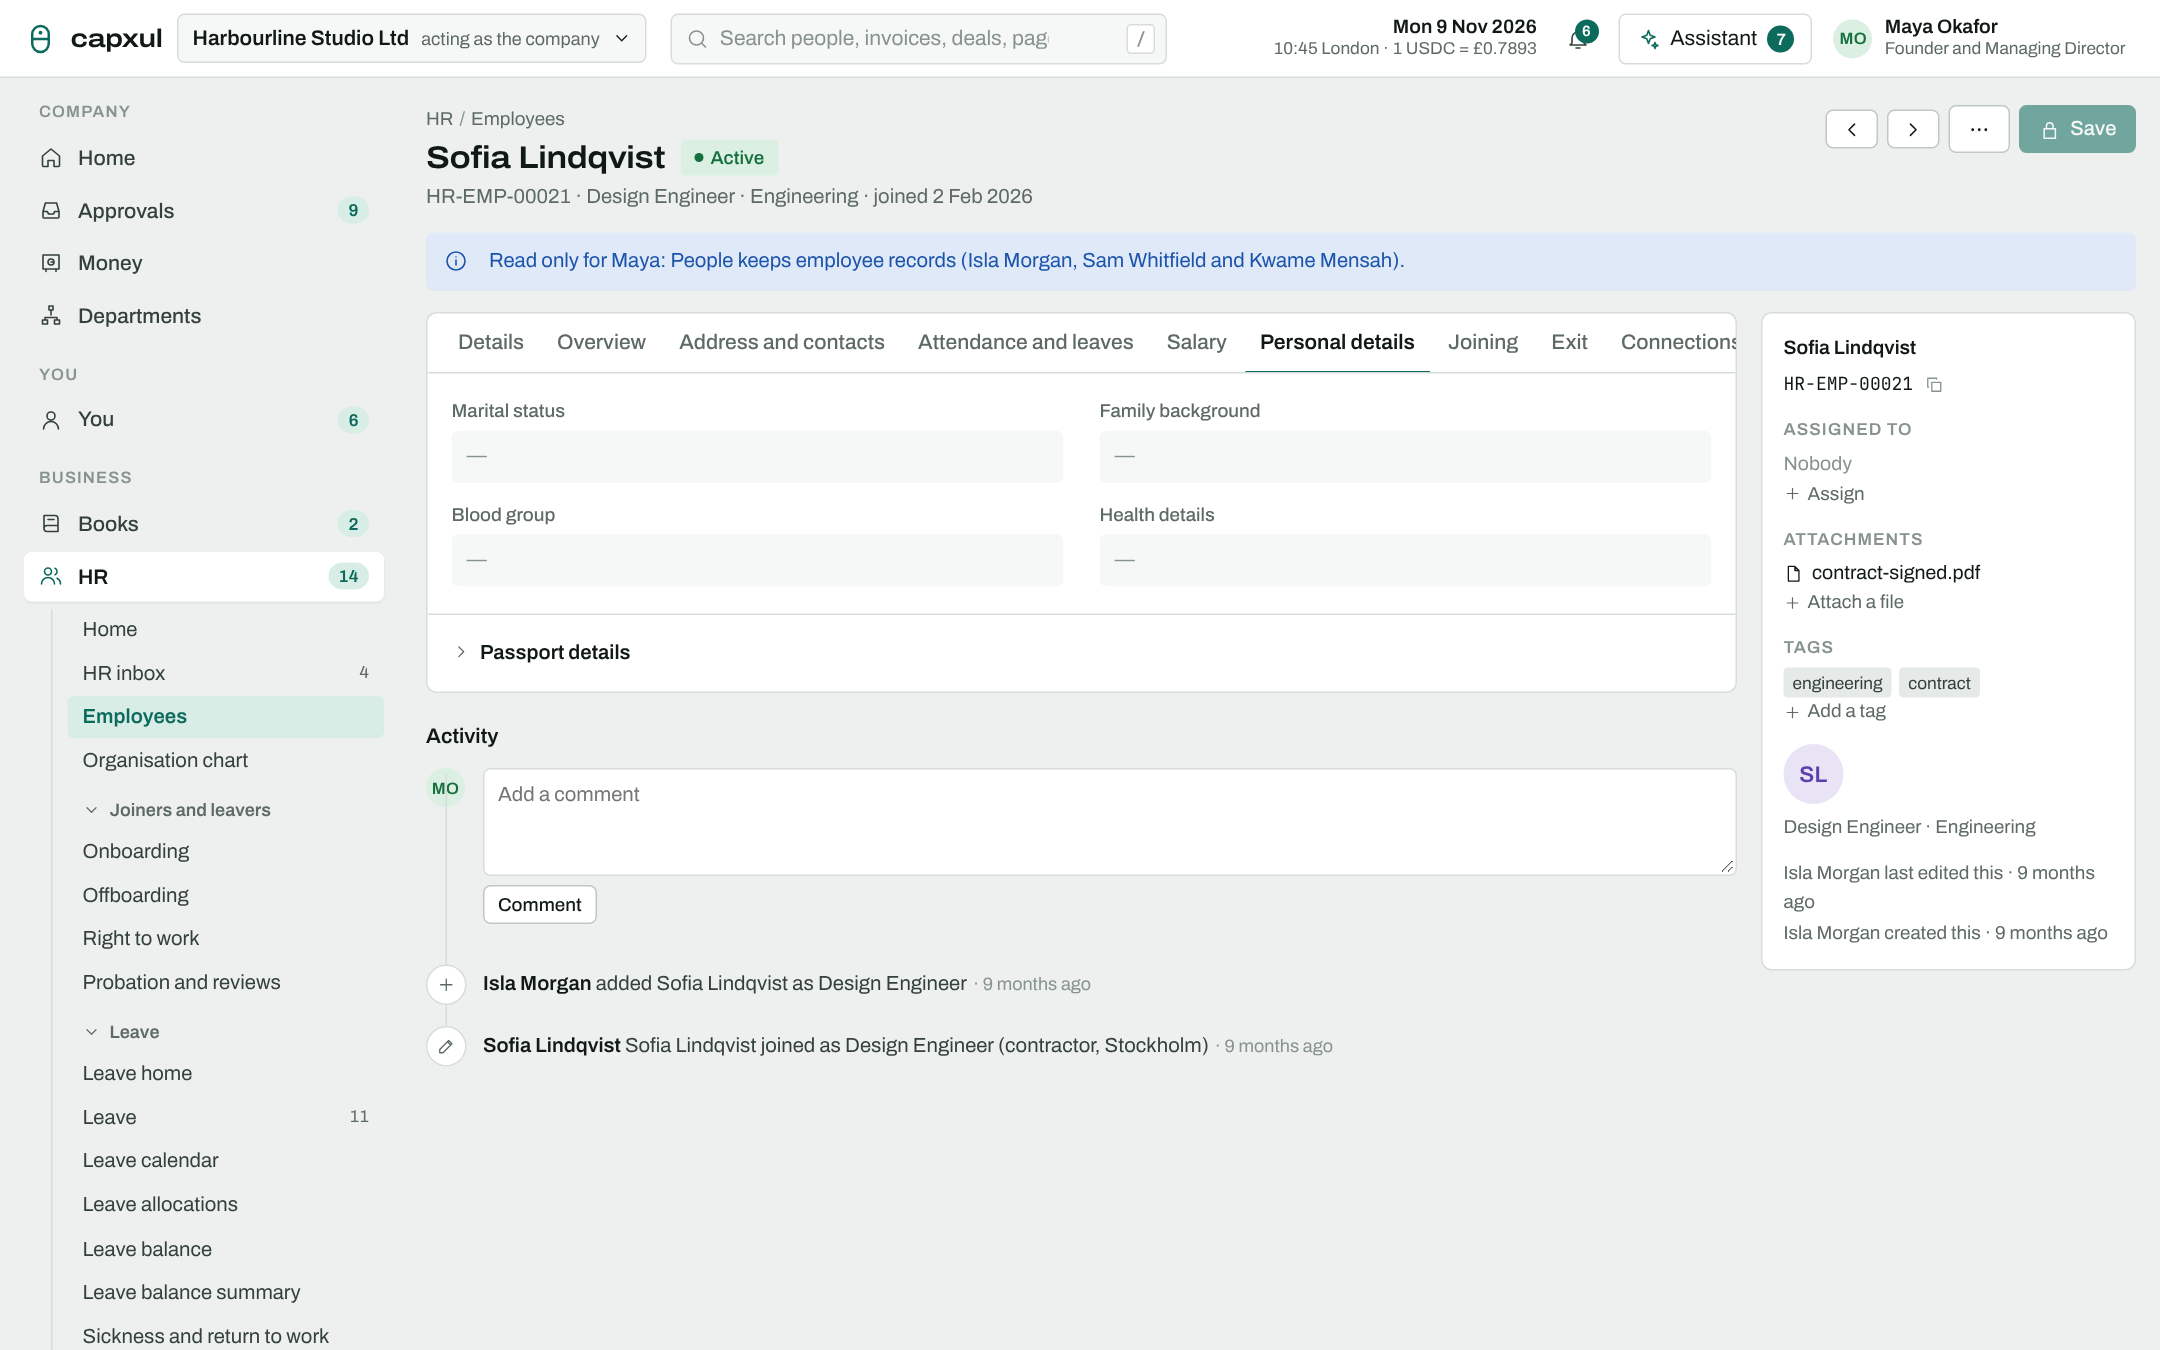 capxul
Harbourline Studio Ltd acting as the company
Search people, invoices, deals, pag
/
Mon 9 Nov 2026
10:45 London · 1 USDC = £0.7893
6
Assistant 7
MO
Maya Okafor
Founder and Managing Director
COMPANY
Home
Approvals 9
Money
Departments
YOU
You 6
BUSINESS
Books 2
HR 14
Home
HR inbox 4
Employees
Organisation chart
Joiners and leavers
Onboarding
Offboarding
Right to work
Probation and reviews
Leave
Leave home
Leave 11
Leave calendar
Leave allocations
Leave balance
Leave balance summary
Sickness and return to work
HR / Employees
Sofia Lindqvist
Active
HR-EMP-00021 · Design Engineer · Engineering · joined 2 Feb 2026
Save
Read only for Maya: People keeps employee records (Isla Morgan, Sam Whitfield and Kwame Mensah).
Details Overview Address and contacts Attendance and leaves Salary Personal details Joining Exit Connections
Marital status
—
Family background
—
Blood group
—
Health details
—
Passport details
Activity
MO
Add a comment
Comment
Isla Morgan added Sofia Lindqvist as Design Engineer · 9 months ago
Sofia Lindqvist Sofia Lindqvist joined as Design Engineer (contractor, Stockholm) · 9 months ago
Sofia Lindqvist
HR-EMP-00021
ASSIGNED TO
Nobody
+ Assign
ATTACHMENTS
contract-signed.pdf
+ Attach a file
TAGS
engineering contract
+ Add a tag
SL
Design Engineer · Engineering
Isla Morgan last edited this · 9 months
ago
Isla Morgan created this · 9 months ago